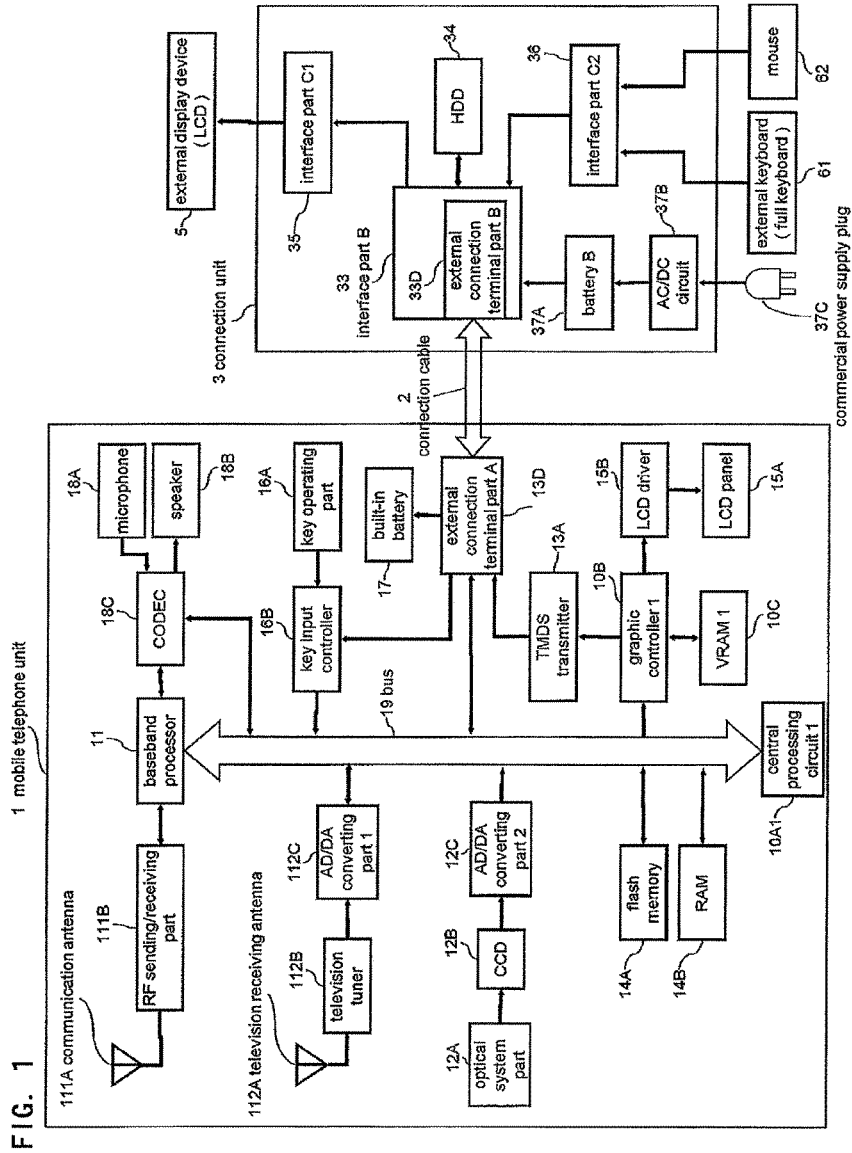 FIG. 1
1 mobile telephone unit
111A communication antenna
111B
RF sending/receiving
part
11
baseband
processor
18C
CODEC
18A
microphone
speaker
18B
112A television receiving antenna
112B
television
tuner
112C
AD/DA
converting
part 1
16B
key input
controller
16A
key operating
part
19 bus
17
built-in
battery
external
connection
terminal part A
13D
12A
optical
system
part
12B
CCD
12C
AD/DA
converting
part 2
TMDS
transmitter
13A
10B
graphic
controller 1
15B
LCD driver
LCD panel
15A
VRAM 1
10C
flash
memory
14A
RAM
14B
central
processing
circuit 1
10A1
2
connection cable
3 connection unit
5
external display device
( LCD )
35
interface part C1
33
interface part B
33D
external
connection
terminal part B
HDD
34
36
interface part C2
37A
battery B
37B
AC/DC
circuit
37C
commercial power supply plug
external keyboard
( full keyboard )
61
mouse
62